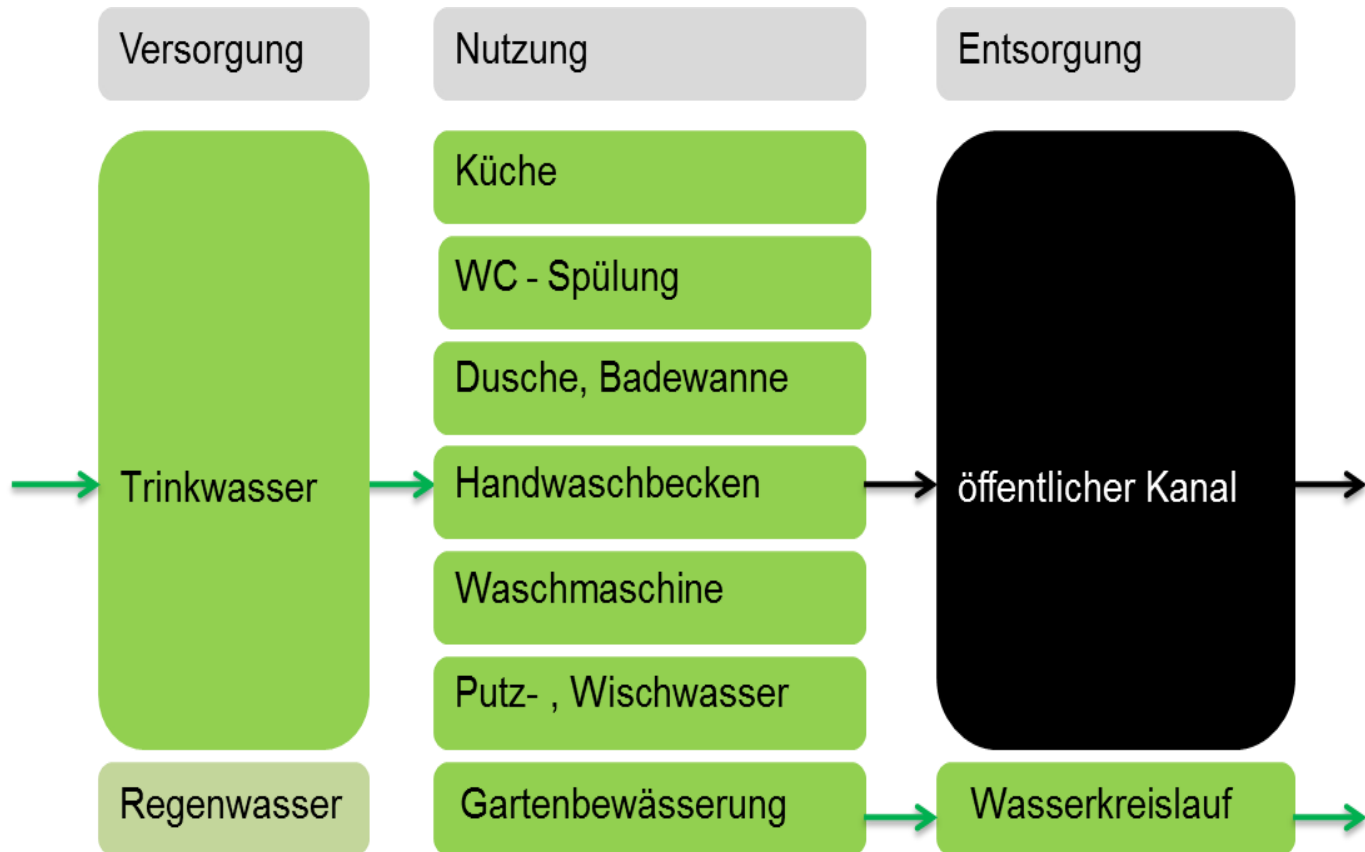 Versorgung
Nutzung
Entsorgung
Küche
WC - Spülung
Dusche, Badewanne
Trinkwasser
Handwaschbecken
öffentlicher Kanal
Waschmaschine
Putz- , Wischwasser
Regenwasser
Gartenbewässerung
Wasserkreislauf